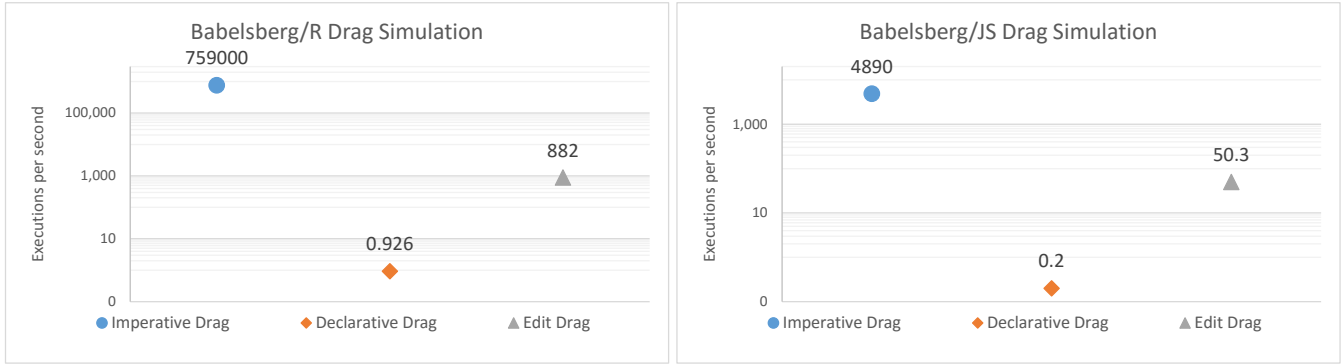 Babelsberg/R Drag Simulation
759000
100,000
882
1,000
0.926
10
0
Executions per second
Imperative Drag
Declarative Drag
Edit Drag
Babelsberg/JS Drag Simulation
4890
1,000
50.3
10
0.2
0
Executions per second
Imperative Drag
Declarative Drag
Edit Drag